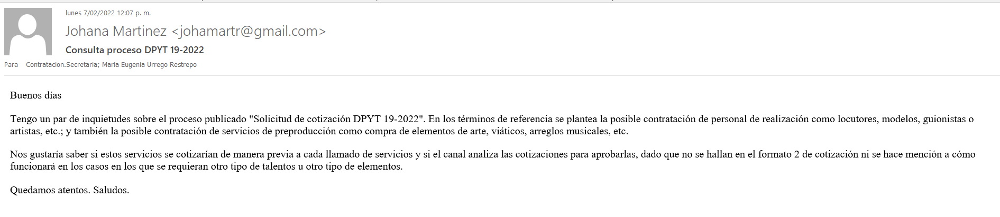 lunes 7/02/2022 12:07 p. m.
Johana Martinez <johamartr@gmail.com>
Consulta proceso DPYT 19-2022
Para Contratacion.Secretaria; Maria Eugenia Urrego Restrepo
Buenos días
Tengo un par de inquietudes sobre el proceso publicado "Solicitud de cotización DPYT 19-2022". En los términos de referencia se plantea la posible contratación de personal de realización como locutores, modelos, guionistas o
artistas, etc.; y también la posible contratación de servicios de preproducción como compra de elementos de arte, viáticos, arreglos musicales, etc.
Nos gustaría saber si estos servicios se cotizarían de manera previa a cada llamado de servicios y si el canal analiza las cotizaciones para aprobarlas, dado que no se hallan en el formato 2 de cotización ni se hace mención a cómo
funcionará en los casos en los que se requieran otro tipo de talentos u otro tipo de elementos.
Quedamos atentos. Saludos.